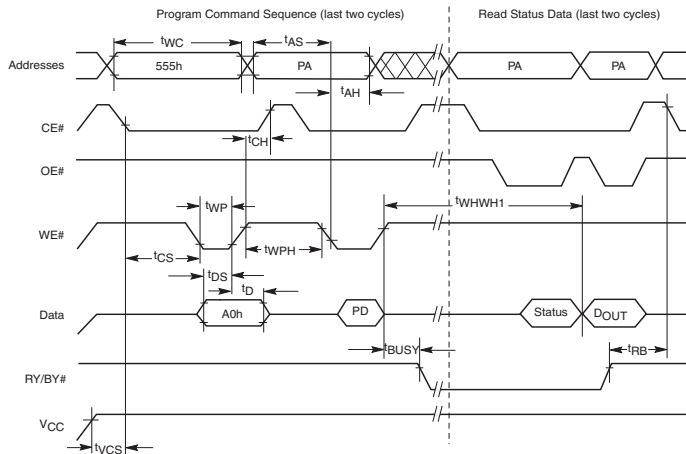 Program Command Sequence (last two cycles)
Read Status Data (last two cycles)
tWC
tAS
Addresses
555h
PA
PA
PA
tAH
CE#
tCH
OE#
tWP
tWHWH1
WE#
tCS
tWPH
tDS
tD
Data
A0h
PD
Status
DOUT
tBUSY
tRB
RY/BY#
VCC
tVCS